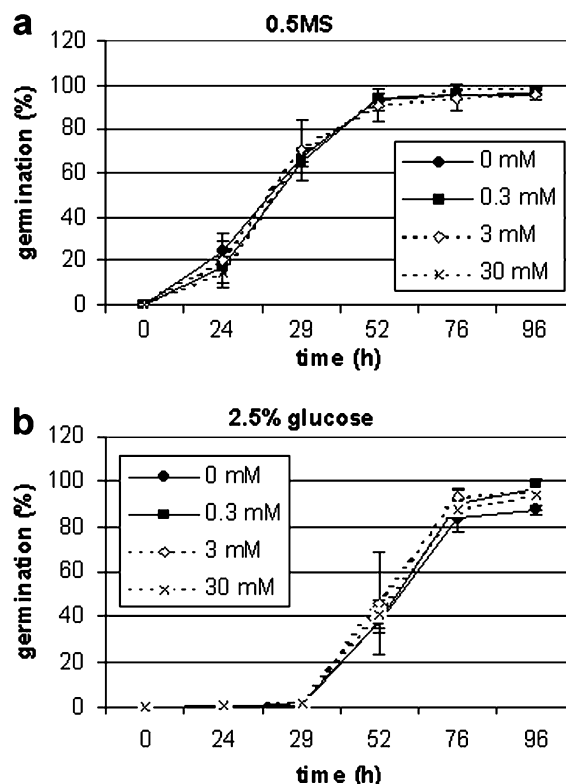 a
0.5MS
120
100
80
60
40
20
0
germination (%)
0 mM
0.3 mM
3 mM
30 mM
0 24 29 52 76 96
time (h)
b
2.5% glucose
120
100
80
60
40
20
0
germination (%)
0 mM
0.3 mM
3 mM
30 mM
0 24 29 52 76 96
time (h)